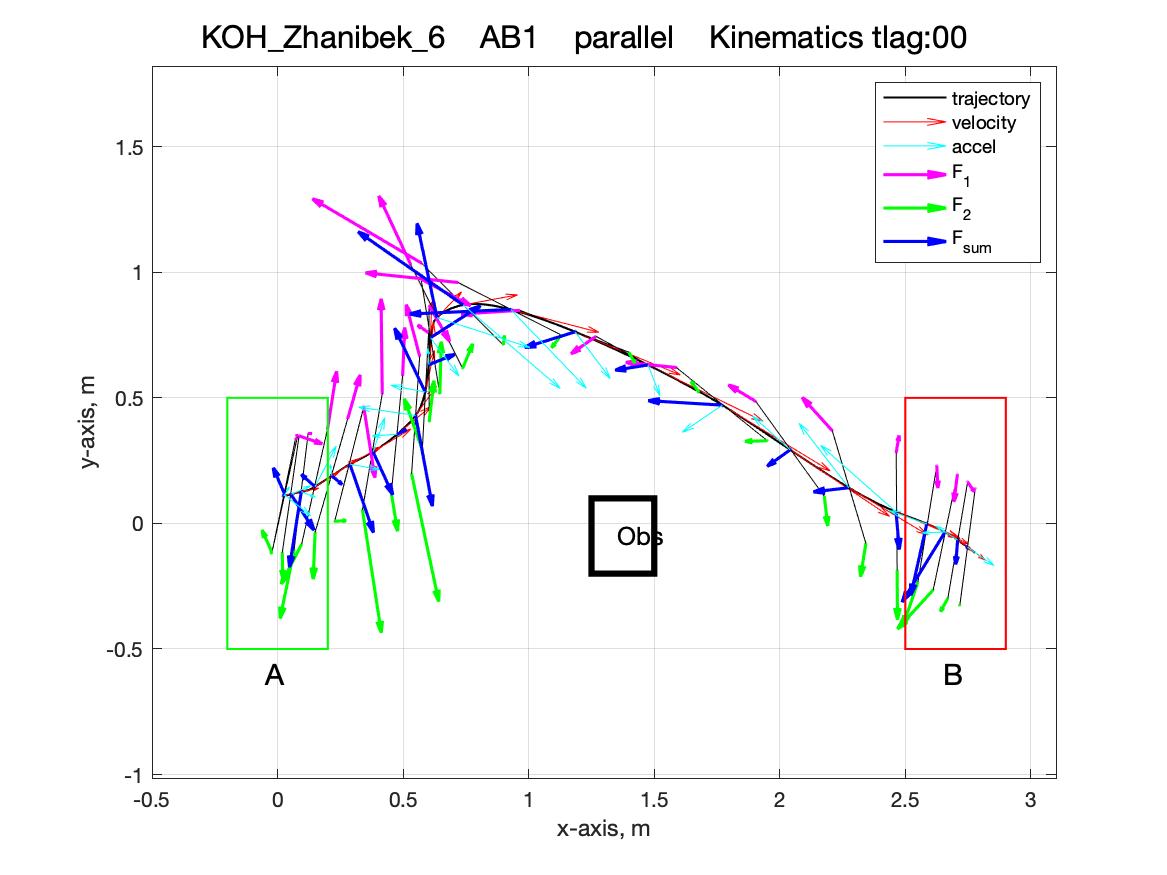 KOH_Zhanibek_6 AB1 parallel Kinematics tlag:00
trajectory
velocity
accel
F1
F2
Fsum
1.5
1
0.5
0
-0.5
-1
y-axis, m
Obs
A
B
-0.5 0 0.5 1 1.5 2 2.5 3
x-axis, m